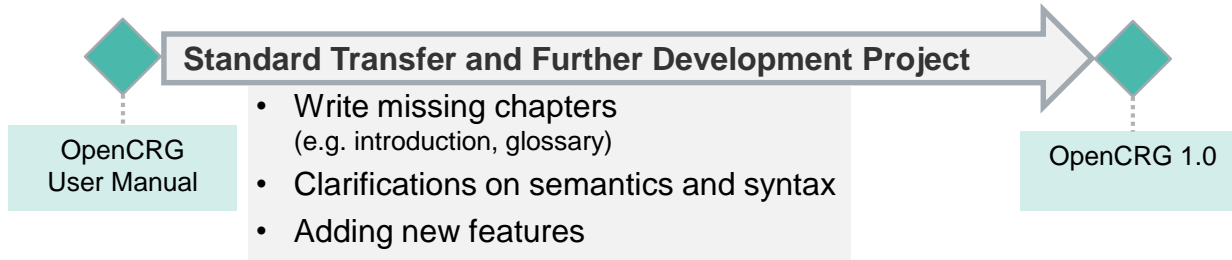 Standard Transfer and Further Development Project
• Write missing chapters
(e.g. introduction, glossary)
• Clarifications on semantics and syntax
• Adding new features
OpenCRG
User Manual
OpenCRG 1.0